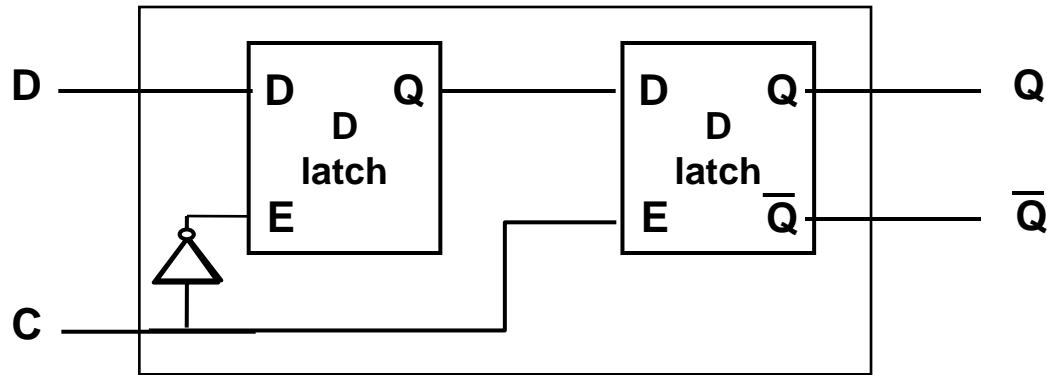 D D Q D Q Q
D
latch
D
latch
E E Q̅ Q̅
C